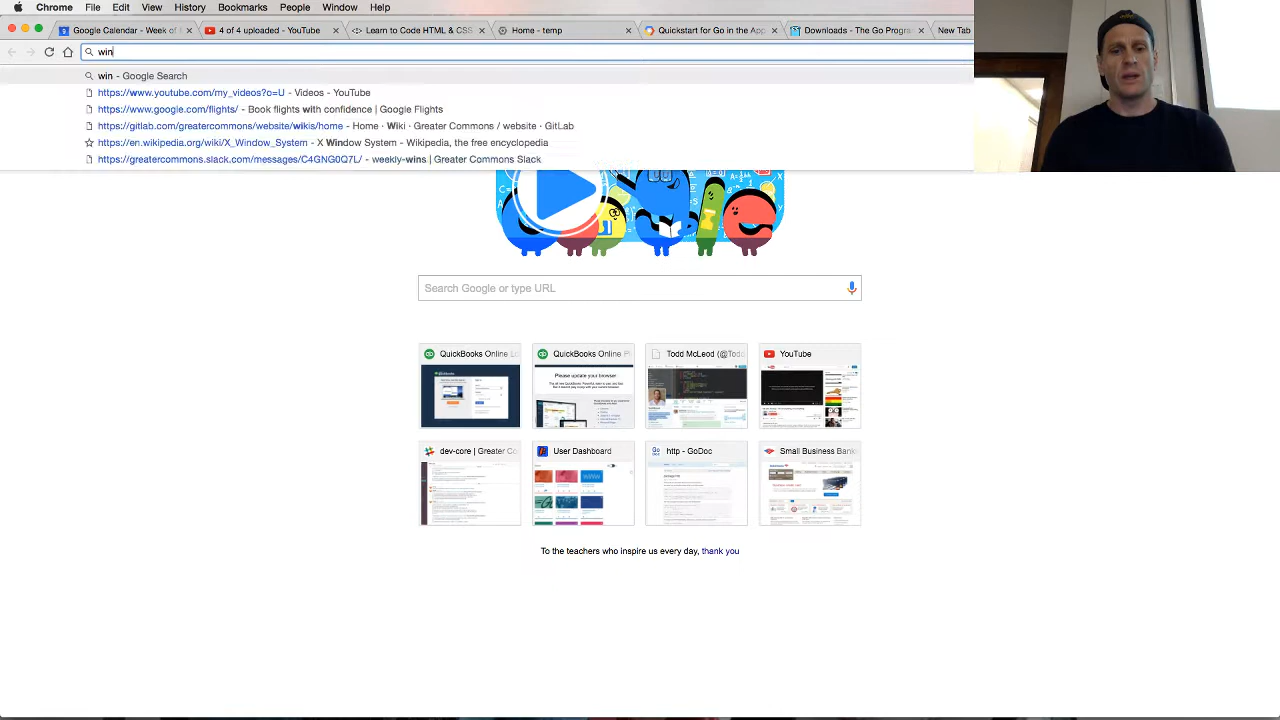 Chrome File Edit View History Bookmarks People Window Help
Google Calendar - Week of
4 of 4 uploaded - YouTube
Learn to Code HTML & CSS
Home - temp
Quickstart for Go in the App
Downloads - The Go Program
New Tab
win
win - Google Search
https://www.youtube.com/my_videos?o=U - Videos - YouTube
https://www.google.com/flights/ - Book flights with confidence | Google Flights
https://gitlab.com/greatercommons/website/wikis/home - Home · Wiki · Greater Commons / website · GitLab
https://en.wikipedia.org/wiki/X_Window_System - X Window System - Wikipedia, the free encyclopedia
https://greatercommons.slack.com/messages/C4GNG0Q7L/ - weekly-wins | Greater Commons Slack
Search Google or type URL
QuickBooks Online
QuickBooks Online
Todd McLeod (@Todd
YouTube
Please update your browser
dev-core | Greater Co
User Dashboard
http - GoDoc
Small Business Bank
To the teachers who inspire us every day, thank you